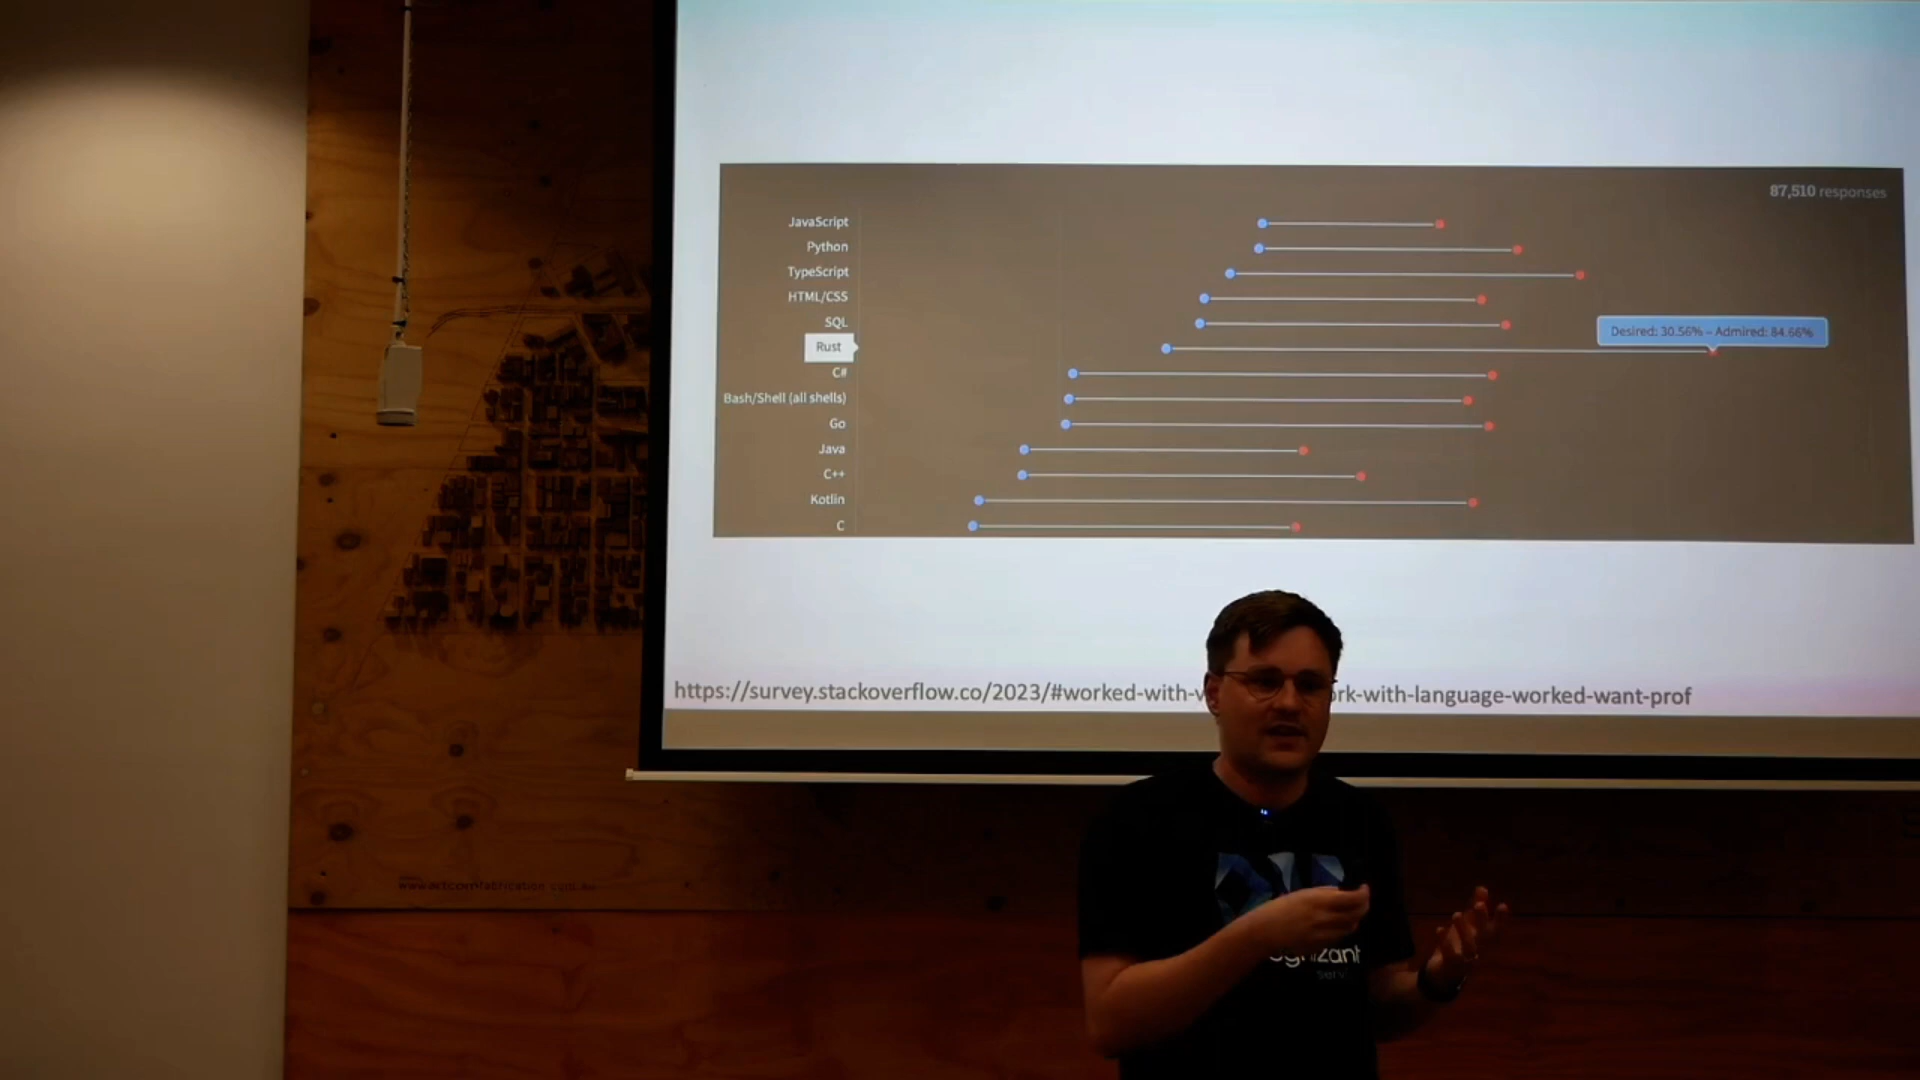 87,510 responses
JavaScript
Python
TypeScript
HTML/CSS
SQL
Desired: 30.56% – Admired: 84.66%
Rust
C#
Bash/Shell (all shells)
Go
Java
C++
Kotlin
C
https://survey.stackoverflow.co/2023/#worked-with-v rk-with-language-worked-want-prof